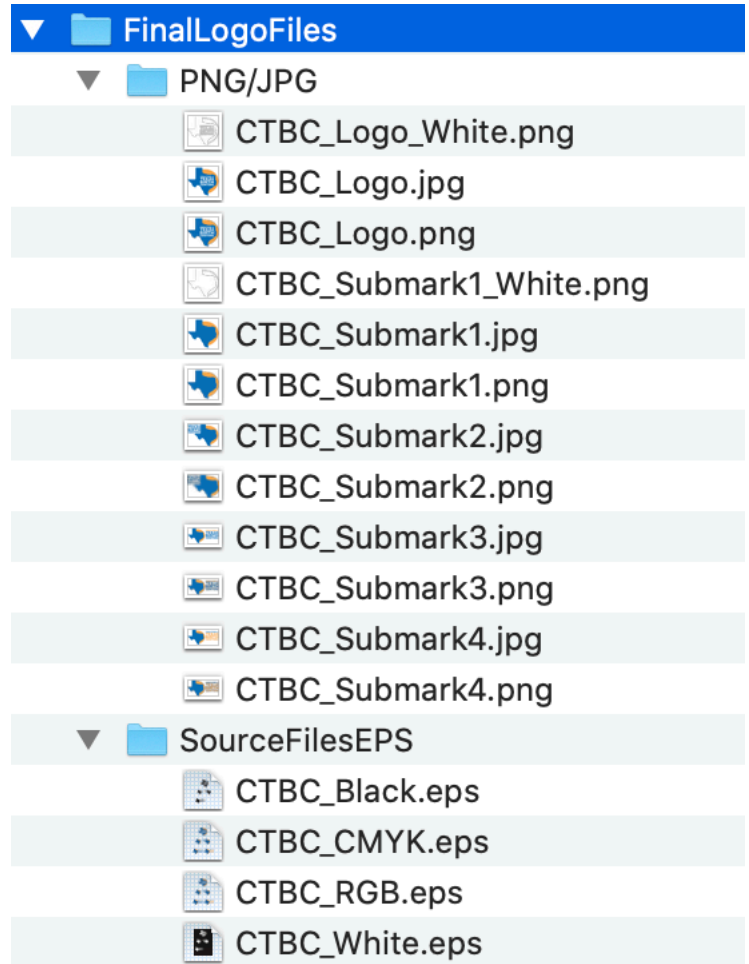 FinalLogoFiles
PNG/JPG
CTBC_Logo_White.png
CTBC_Logo.jpg
CTBC_Logo.png
CTBC_Submark1_White.png
CTBC_Submark1.jpg
CTBC_Submark1.png
CTBC_Submark2.jpg
CTBC_Submark2.png
CTBC_Submark3.jpg
CTBC_Submark3.png
CTBC_Submark4.jpg
CTBC_Submark4.png
SourceFilesEPS
CTBC_Black.eps
CTBC_CMYK.eps
CTBC_RGB.eps
CTBC_White.eps